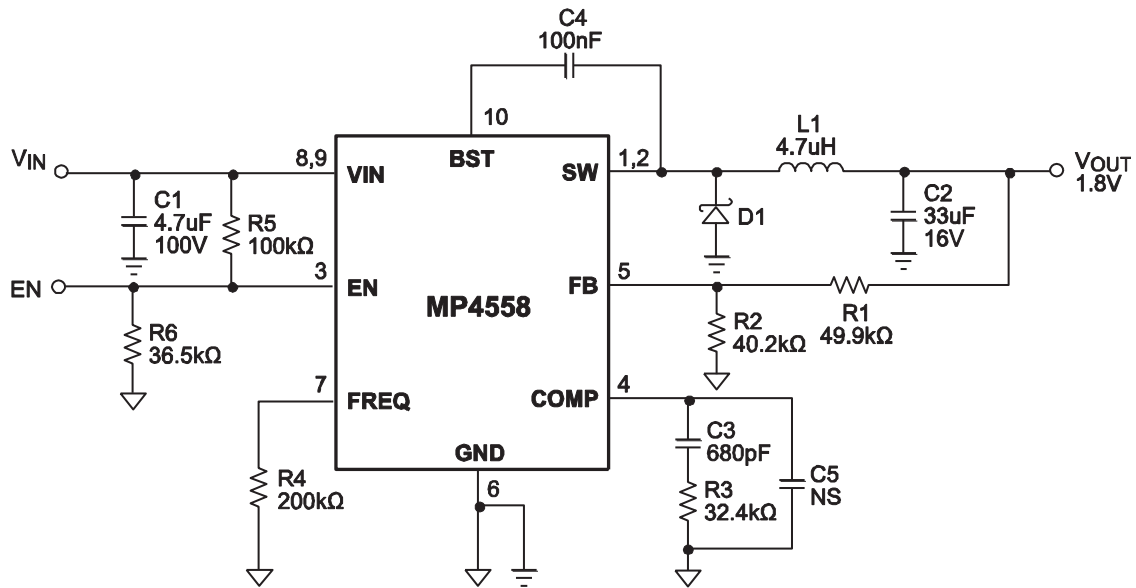 C4
100nF
10
BST
L1
4.7uH
VIN
8,9
VIN
SW
1,2
VOUT
1.8V
C1
4.7uF
100V
R5
100kΩ
D1
C2
33uF
16V
EN
3
EN
FB
5
MP4558
R6
36.5kΩ
R2
40.2kΩ
R1
49.9kΩ
7
FREQ
COMP
4
R4
200kΩ
GND
6
C3
680pF
R3
32.4kΩ
C5
NS